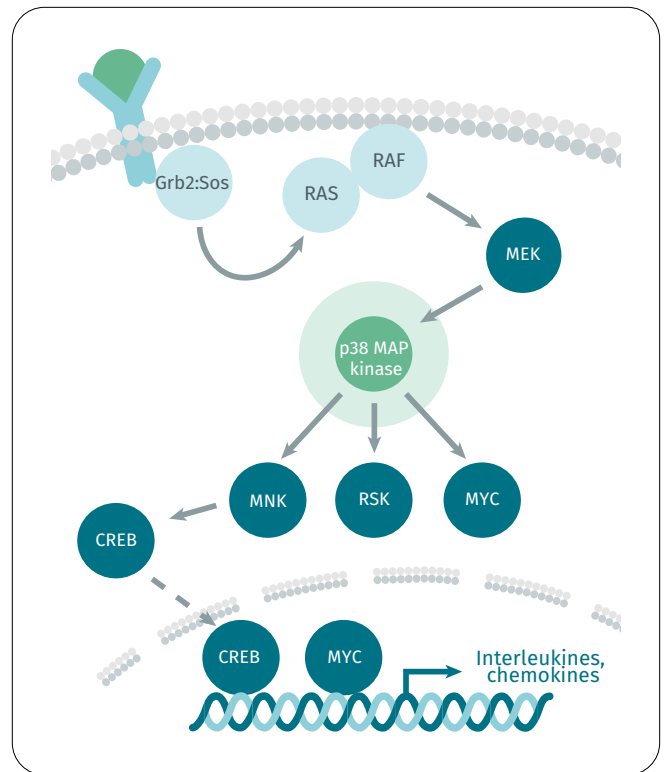 Grb2:Sos
RAS
RAF
MEK
p38 MAP
kinase
MNK
RSK
MYC
CREB
CREB
MYC
Interleukines,
chemokines